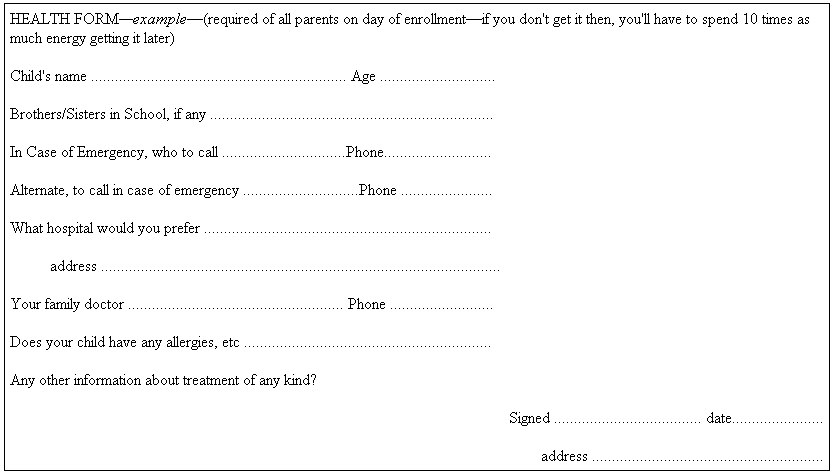 HEALTH FORM—example—(required of all parents on day of enrollment—if you don't get it then, you'll have to spend 10 times as
much energy getting it later)
Child's name ................................................................ Age .............................
Brothers/Sisters in School, if any .......................................................................
In Case of Emergency, who to call ...............................Phone...........................
Alternate, to call in case of emergency .............................Phone .......................
What hospital would you prefer ........................................................................
address ....................................................................................................
Your family doctor ...................................................... Phone ..........................
Does your child have any allergies, etc ..............................................................
Any other information about treatment of any kind?
Signed ..................................... date.......................
address ..........................................................